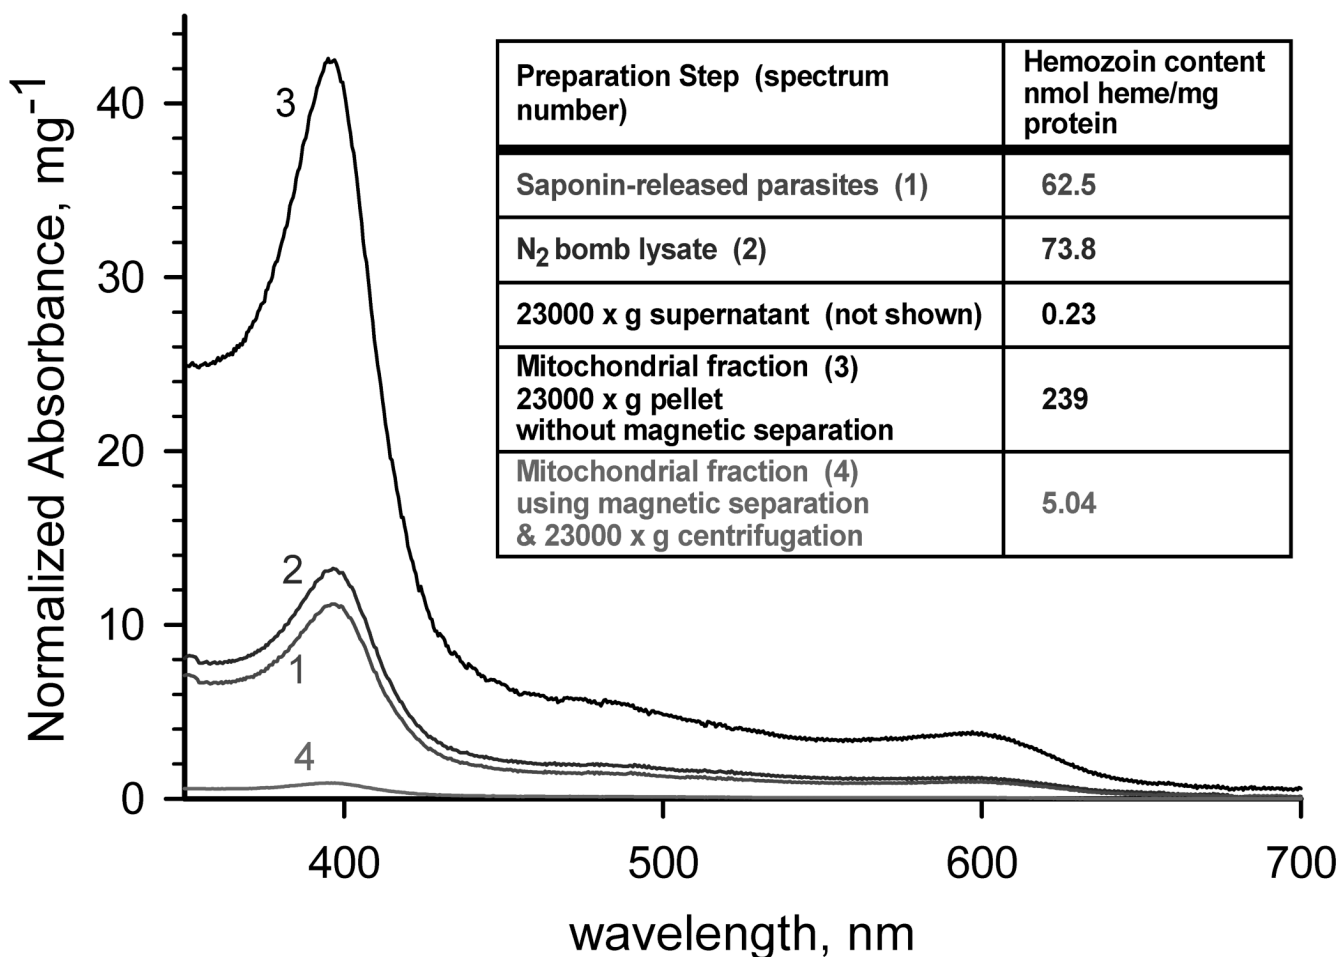 Normalized Absorbance, mg-1
40
30
20
10
0
3
2
1
4
400
500
600
700
wavelength, nm
Preparation Step (spectrum
number)
Hemozoin content
nmol heme/mg
protein
Saponin-released parasites (1)
62.5
N2 bomb lysate (2)
73.8
23000 x g supernatant (not shown)
0.23
Mitochondrial fraction (3)
23000 x g pellet
without magnetic separation
239
Mitochondrial fraction (4)
using magnetic separation
& 23000 x g centrifugation
5.04